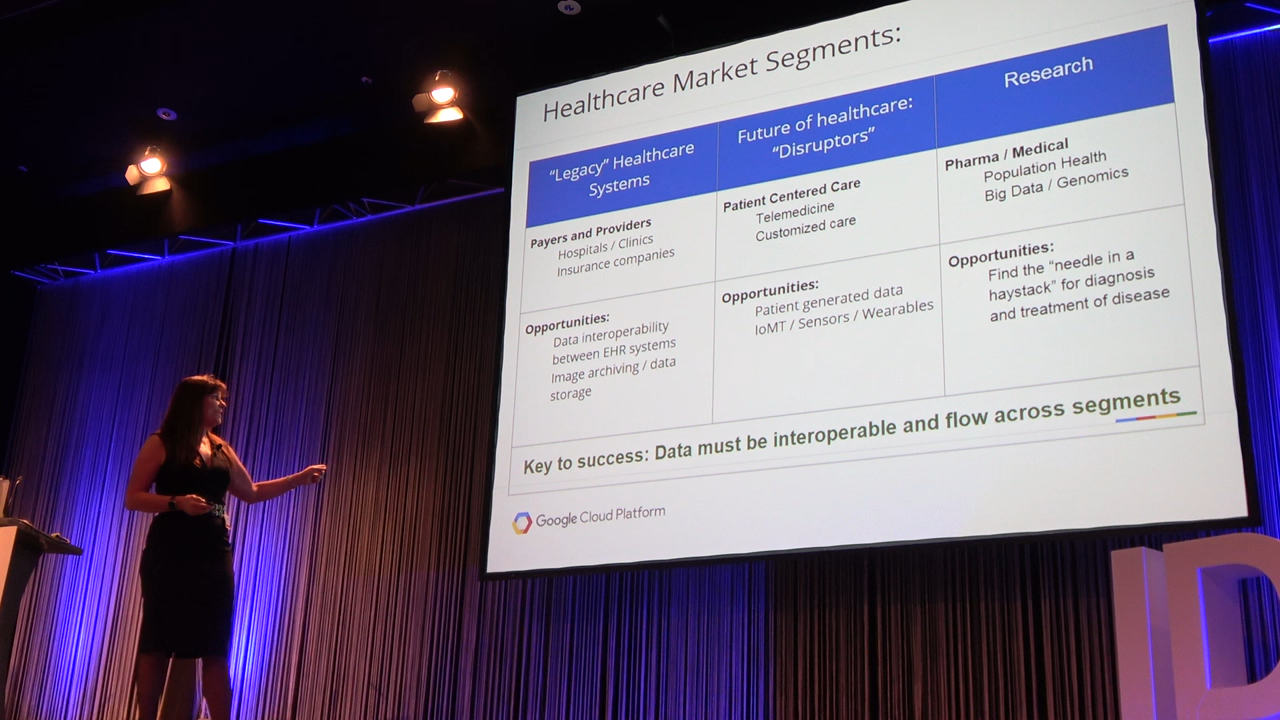 Healthcare Market Segments:
"Legacy" Healthcare
Systems
Future of healthcare:
"Disruptors"
Research
Payers and Providers
Hospitals / Clinics
Insurance companies
Patient Centered Care
Telemedicine
Customized care
Pharma / Medical
Population Health
Big Data / Genomics
Opportunities:
Data interoperability
between EHR systems
Image archiving / data
storage
Opportunities:
Patient generated data
IoMT / Sensors / Wearables
Opportunities:
Find the "needle in a
haystack" for diagnosis
and treatment of disease
Key to success: Data must be interoperable and flow across segments
Google Cloud Platform
ID